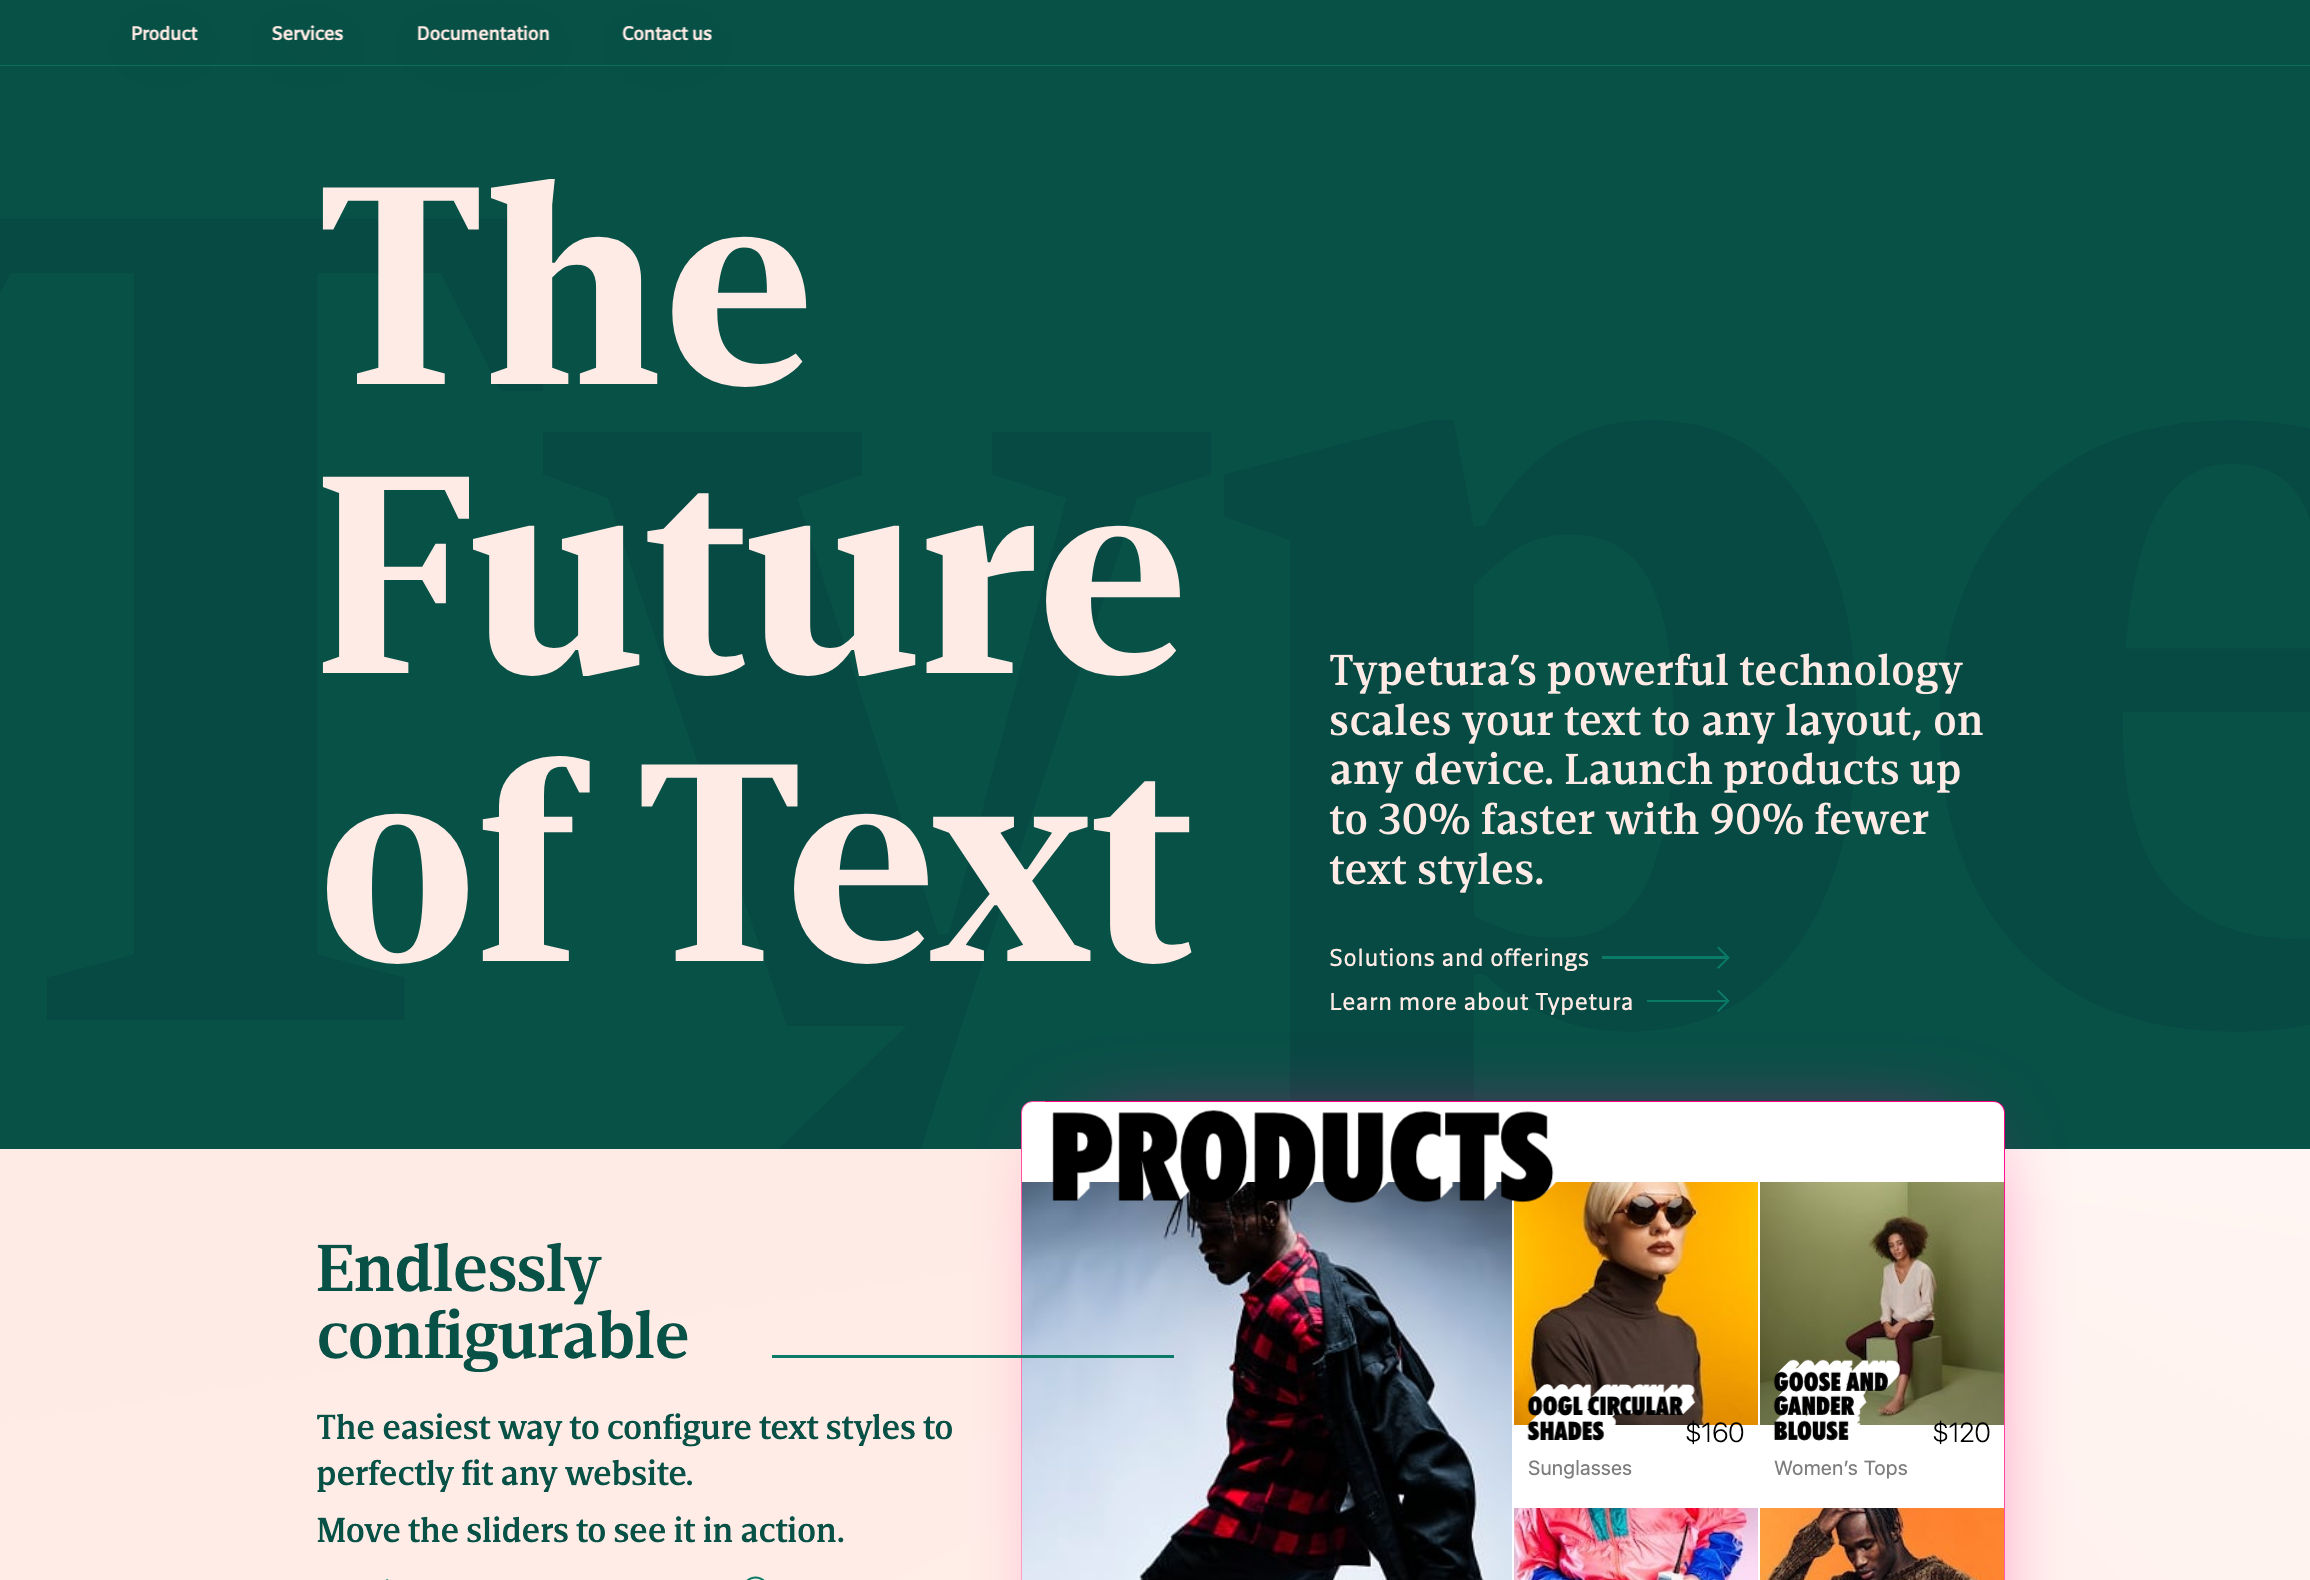 Product
Services
Documentation
Contact us
Type
The
Future
of Text
Typetura’s powerful technology
scales your text to any layout, on
any device. Launch products up
to 30% faster with 90% fewer
text styles.
Solutions and offerings
Learn more about Typetura
Endlessly
configurable
The easiest way to configure text styles to
perfectly fit any website.
Move the sliders to see it in action.
PRODUCTS
OOGL CIRCULAR
SHADES
$160
Sunglasses
GOOSE AND
GANDER
BLOUSE
$120
Women’s Tops